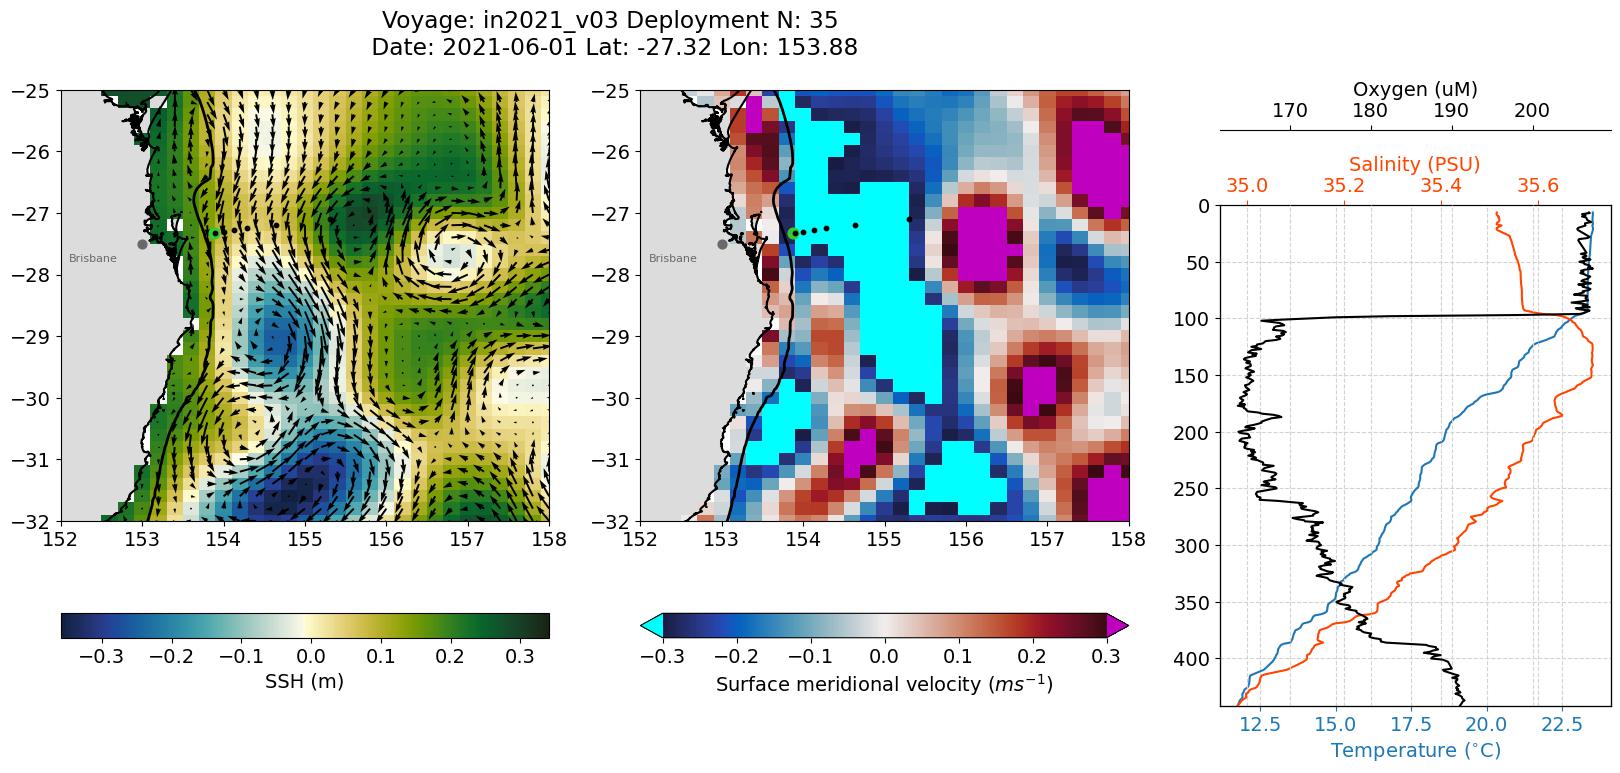 Voyage: in2021_v03 Deployment N: 35
Date: 2021-06-01 Lat: -27.32 Lon: 153.88
−25
−26
−27
−28
−29
−30
−31
−32
Brisbane
152 153 154 155 156 157 158
−0.3 −0.2 −0.1 0.0 0.1 0.2 0.3
SSH (m)
−25
−26
−27
−28
−29
−30
−31
−32
Brisbane
152 153 154 155 156 157 158
−0.3 −0.2 −0.1 0.0 0.1 0.2 0.3
Surface meridional velocity (ms⁻¹)
Oxygen (uM)
170 180 190 200
Salinity (PSU)
35.0 35.2 35.4 35.6
0
50
100
150
200
250
300
350
400
12.5 15.0 17.5 20.0 22.5
Temperature (°C)